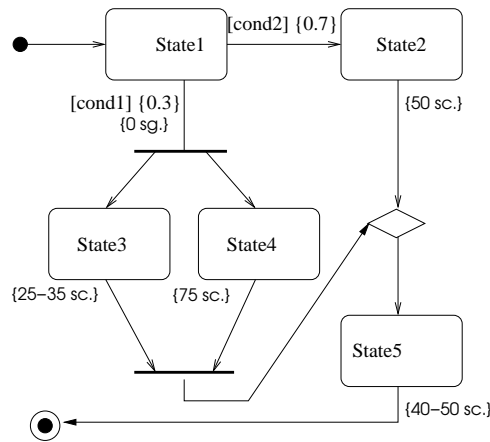 [cond2] {0.7}
State1
State2
[cond1] {0.3}
{0 sg.}
{50 sc.}
State3
State4
{25–35 sc.}
{75 sc.}
State5
{40–50 sc.}